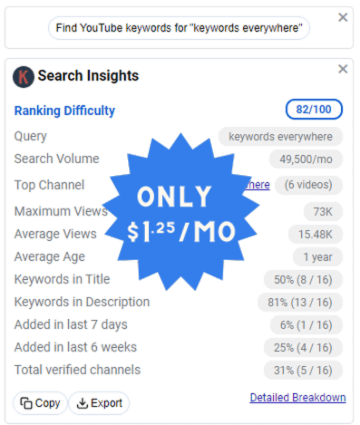 Find YouTube keywords for "keywords everywhere"
K Search Insights
Ranking Difficulty 82/100
Query keywords everywhere
Search Volume 49,500/mo
Top Channel (6 videos)
Maximum Views 73K
Average Views 15.48K
Average Age 1 year
Keywords in Title 50% (8 / 16)
Keywords in Description 81% (13 / 16)
Added in last 7 days 6% (1 / 16)
Added in last 6 weeks 25% (4 / 16)
Total verified channels 31% (5 / 16)
Copy Export Detailed Breakdown
ONLY
$1.25/MO